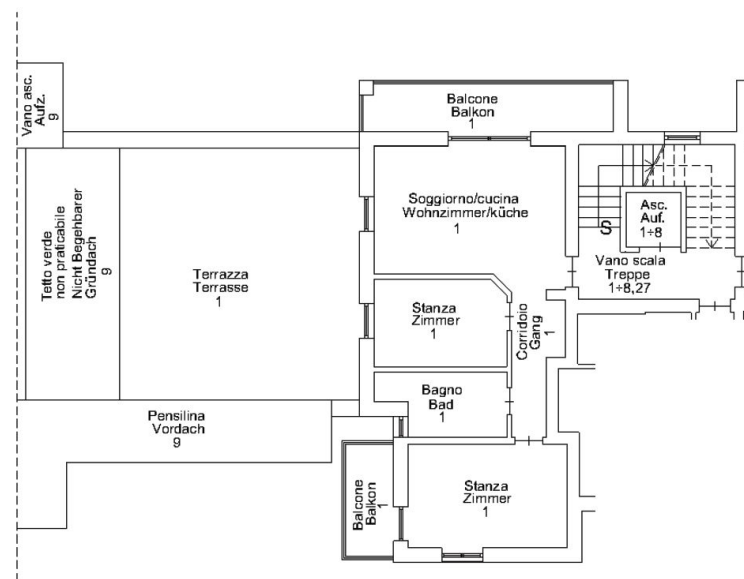 Balcone
Balkon
1
Vano asc.
Aufz.
9
Soggiorno/cucina
Wohnzimmer/küche
1
Asc.
Auf.
1÷8
S
Vano scala
Treppe
1÷8,27
Tetto verde
non praticabile
Nicht Begehbarer
Gründach
9
Terrazza
Terrasse
1
Stanza
Zimmer
1
Corridoio
Gang
1
Bagno
Bad
1
Pensilina
Vordach
9
Balcone
Balkon
1
Stanza
Zimmer
1